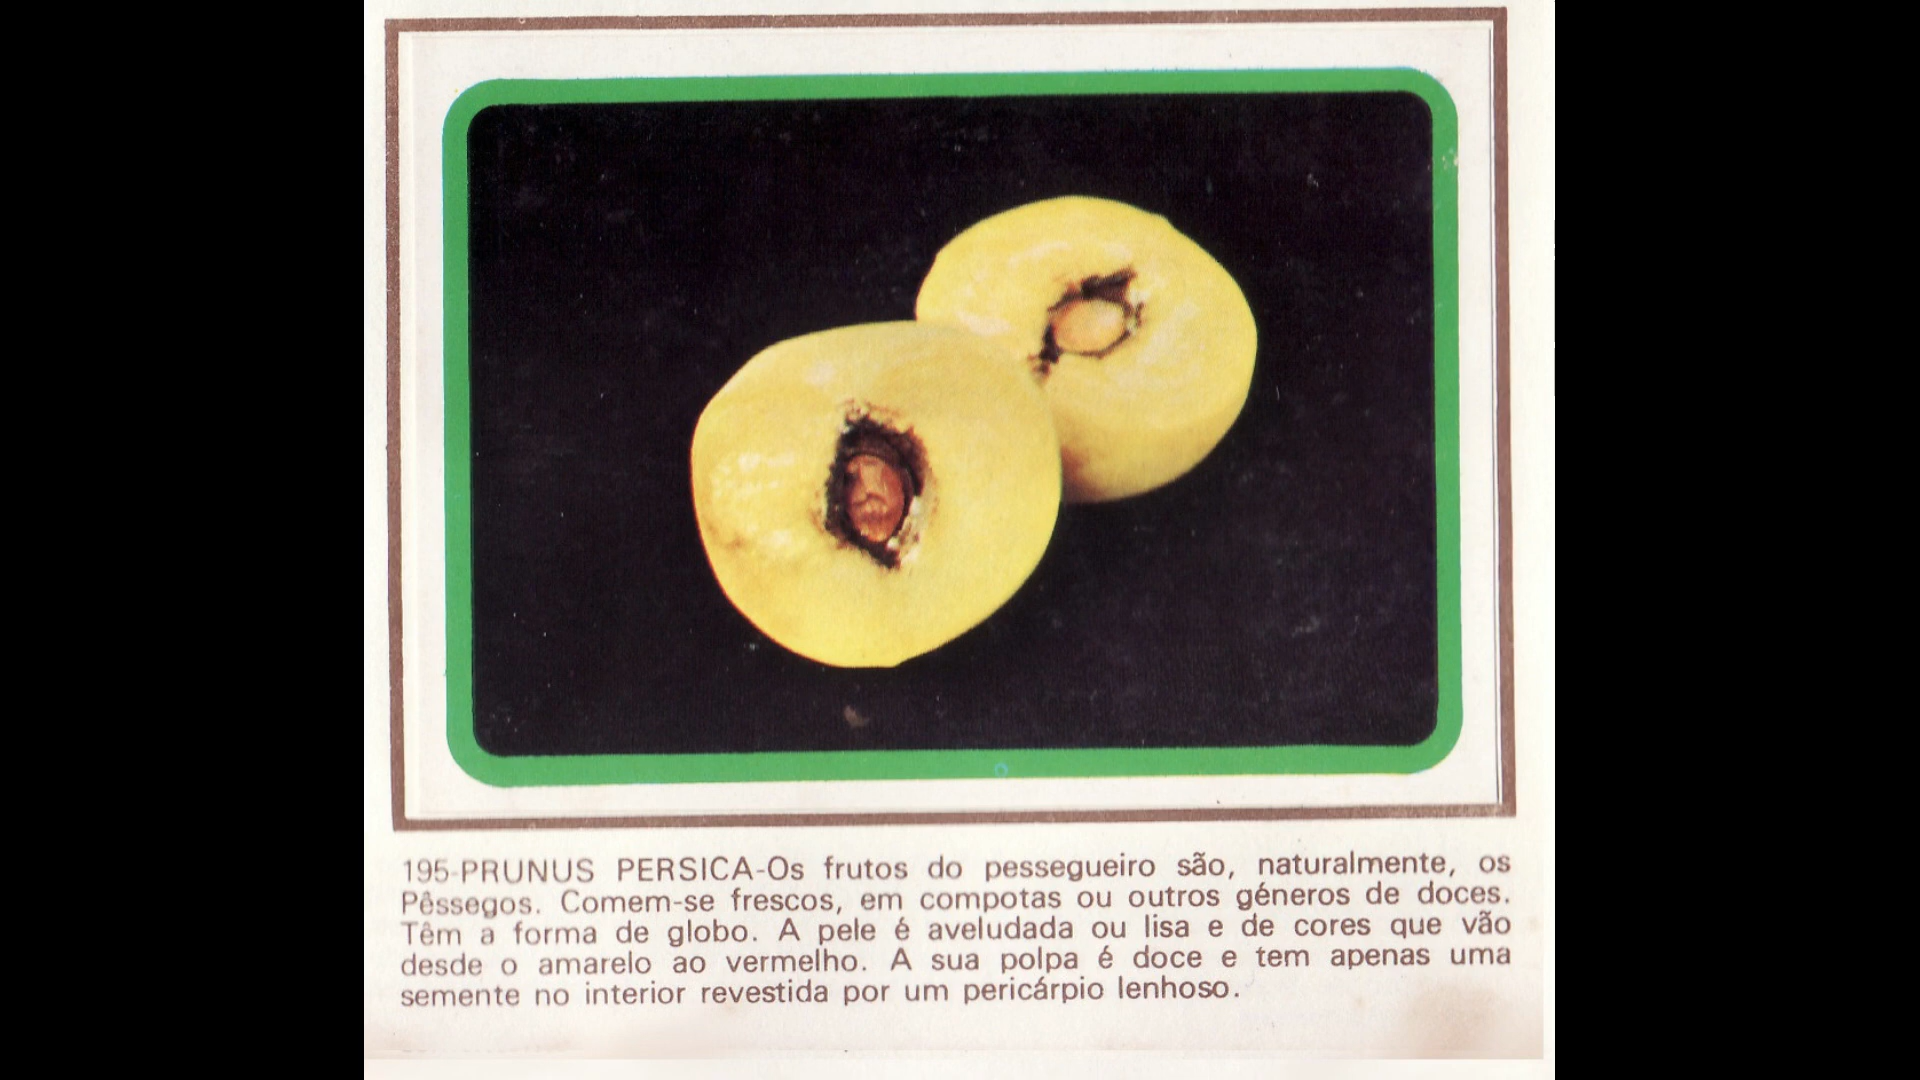 195-PRUNUS PERSICA-Os frutos do pessegueiro são, naturalmente, os
Pêssegos. Comem-se frescos, em compotas ou outros géneros de doces.
Têm a forma de globo. A pele é aveludada ou lisa e de cores que vão
desde o amarelo ao vermelho. A sua polpa é doce e tem apenas uma
semente no interior revestida por um pericárpio lenhoso.